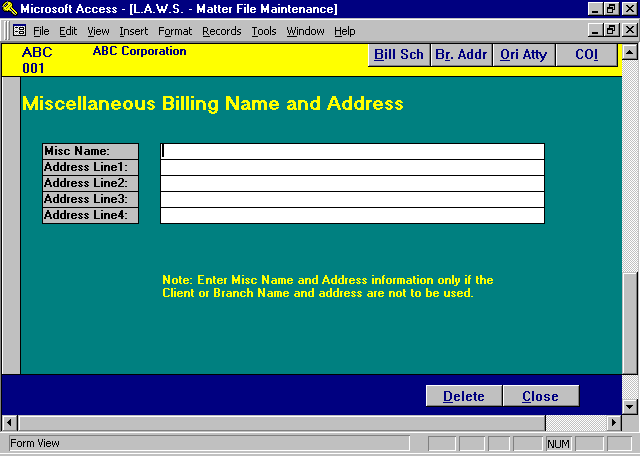 Microsoft Access - [L.A.W.S. - Matter File Maintenance]
File Edit View Insert Format Records Tools Window Help
ABC ABC Corporation Bill Sch Br. Addr Ori Atty COI
001
Miscellaneous Billing Name and Address
Misc Name:
Address Line1:
Address Line2:
Address Line3:
Address Line4:
Note: Enter Misc Name and Address information only if the
Client or Branch Name and address are not to be used.
Delete Close
Form View NUM